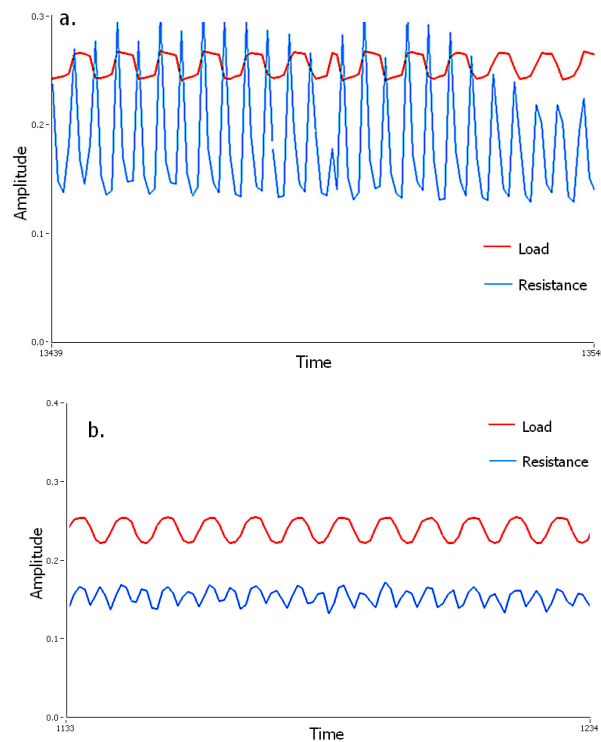 a.
0.3
0.2
0.1
0.0
Amplitude
Load
Resistance
13439
Time
1354
b.
0.4
0.3
0.2
0.1
0.0
Amplitude
Load
Resistance
1133
Time
1234